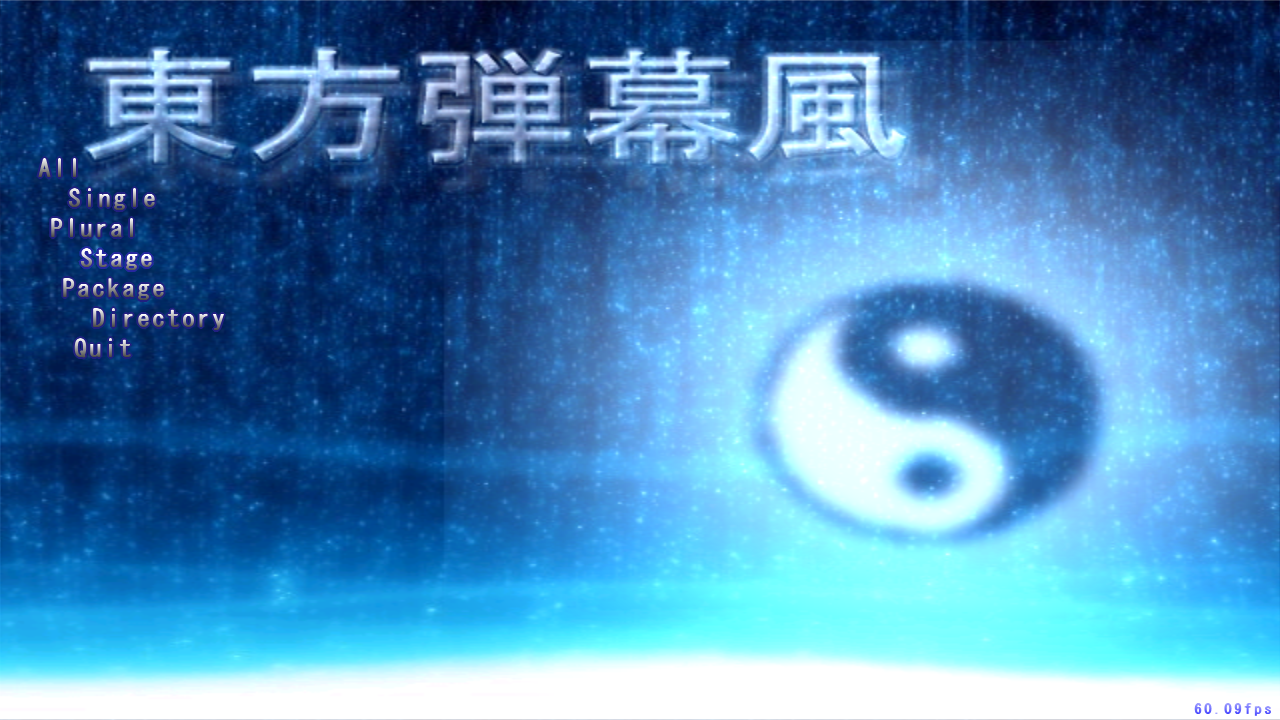 東方弾幕風
All
Single
Plural
Stage
Package
Directory
Quit
60.09fps